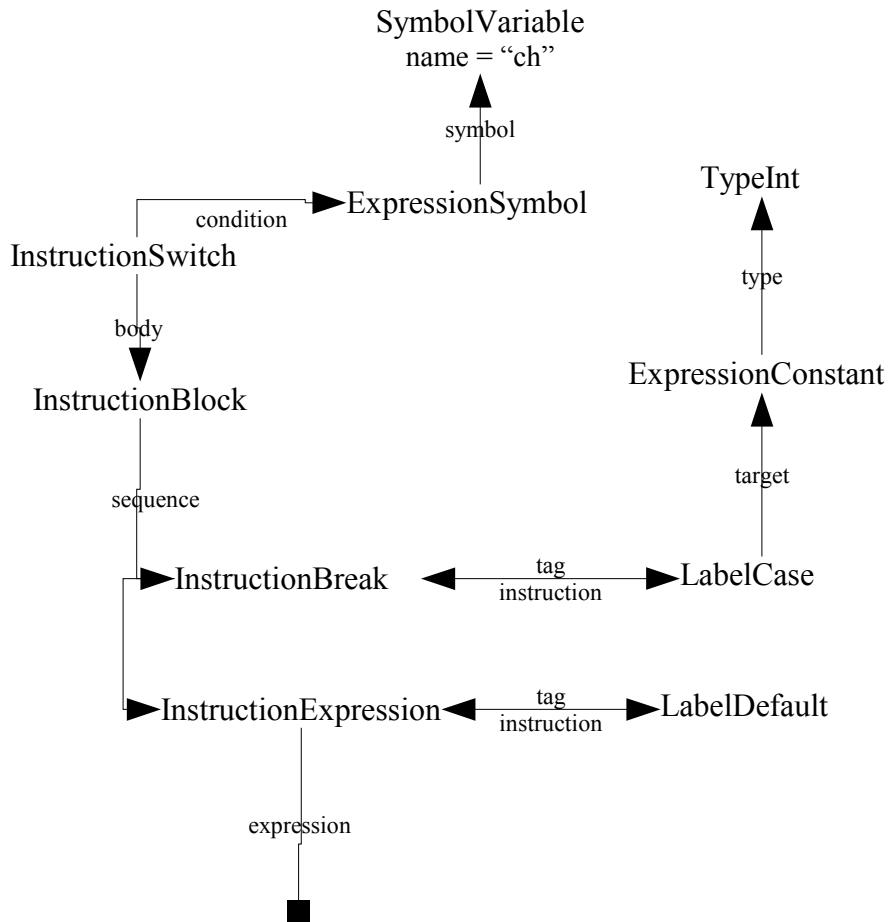 SymbolVariable
name = “ch”
symbol
TypeInt
ExpressionSymbol
condition
InstructionSwitch
type
body
ExpressionConstant
InstructionBlock
target
sequence
tag
InstructionBreak
LabelCase
instruction
tag
InstructionExpression
LabelDefault
instruction
expression